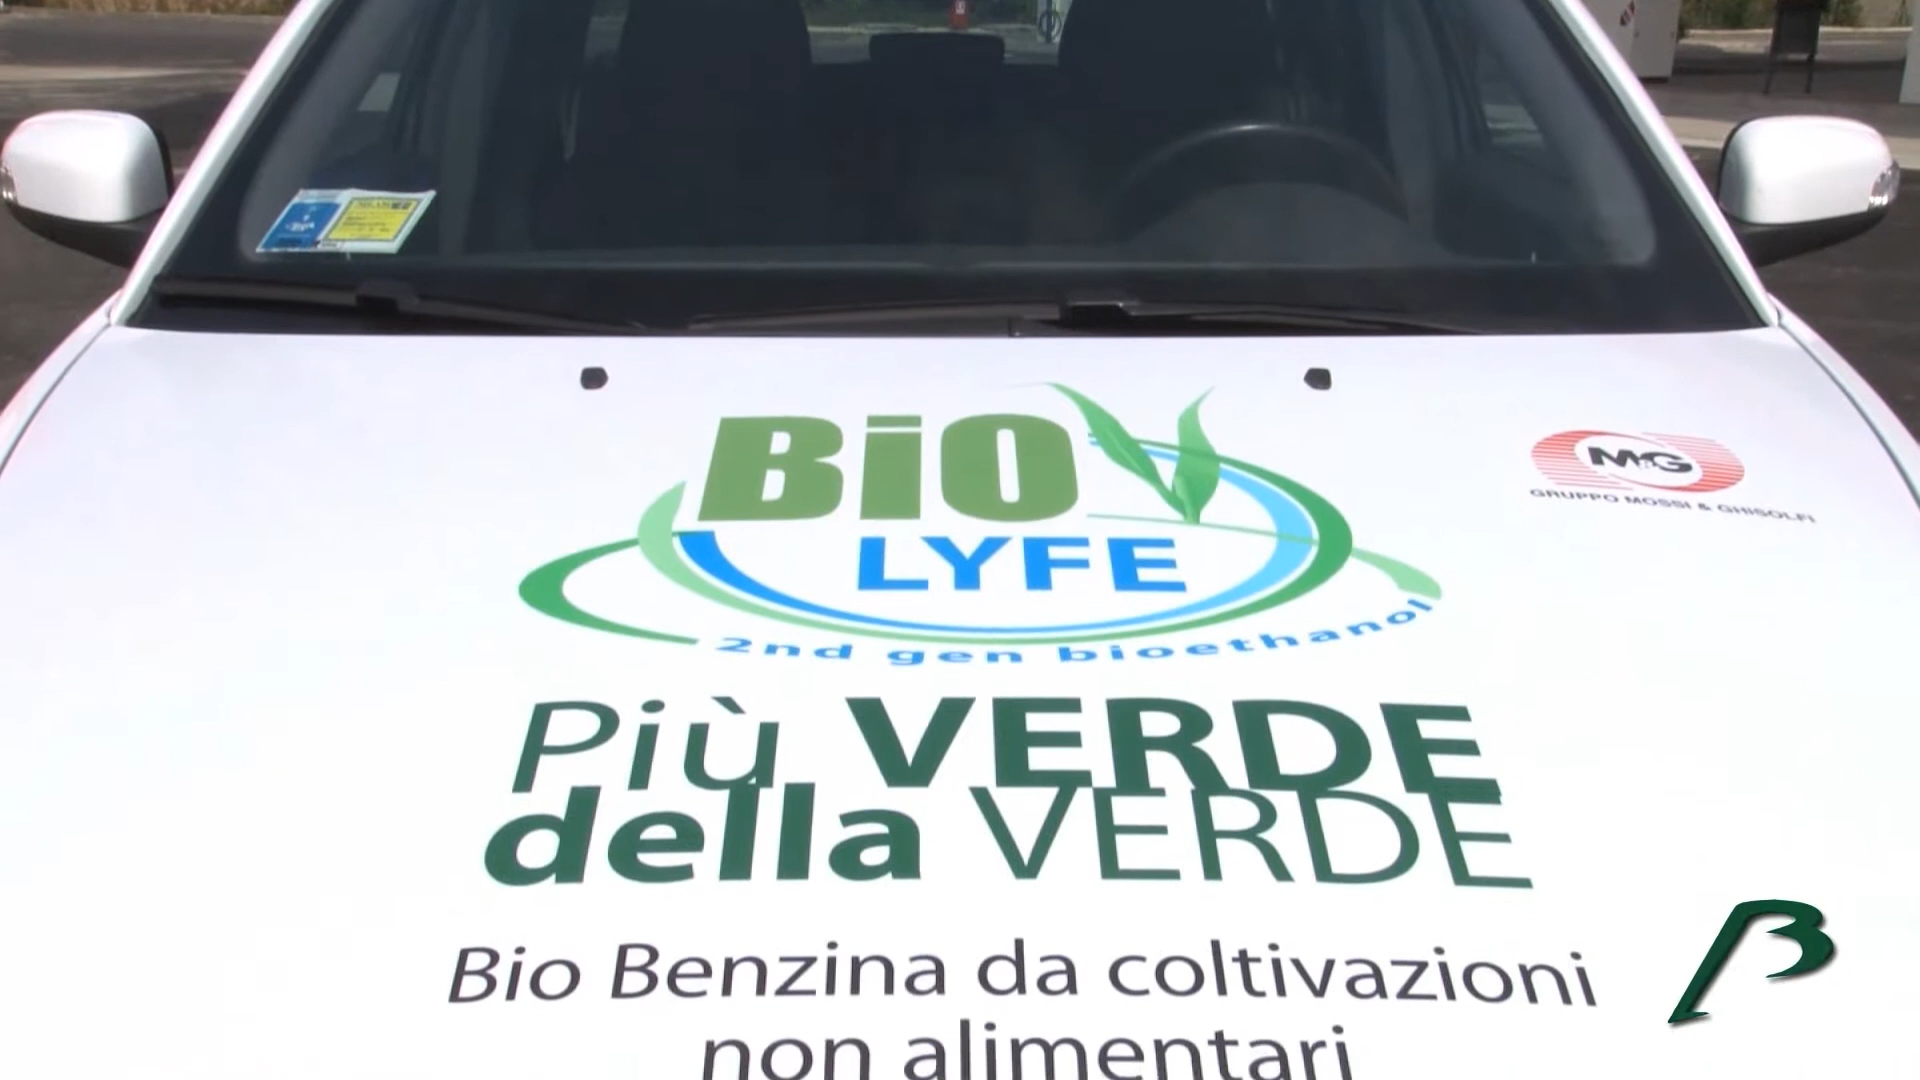 BiO
LYFE
2nd gen bioethanol
M&G
GRUPPO MOSSI & GHISOLFI
Più VERDE
della VERDE
Bio Benzina da coltivazioni
non alimentari